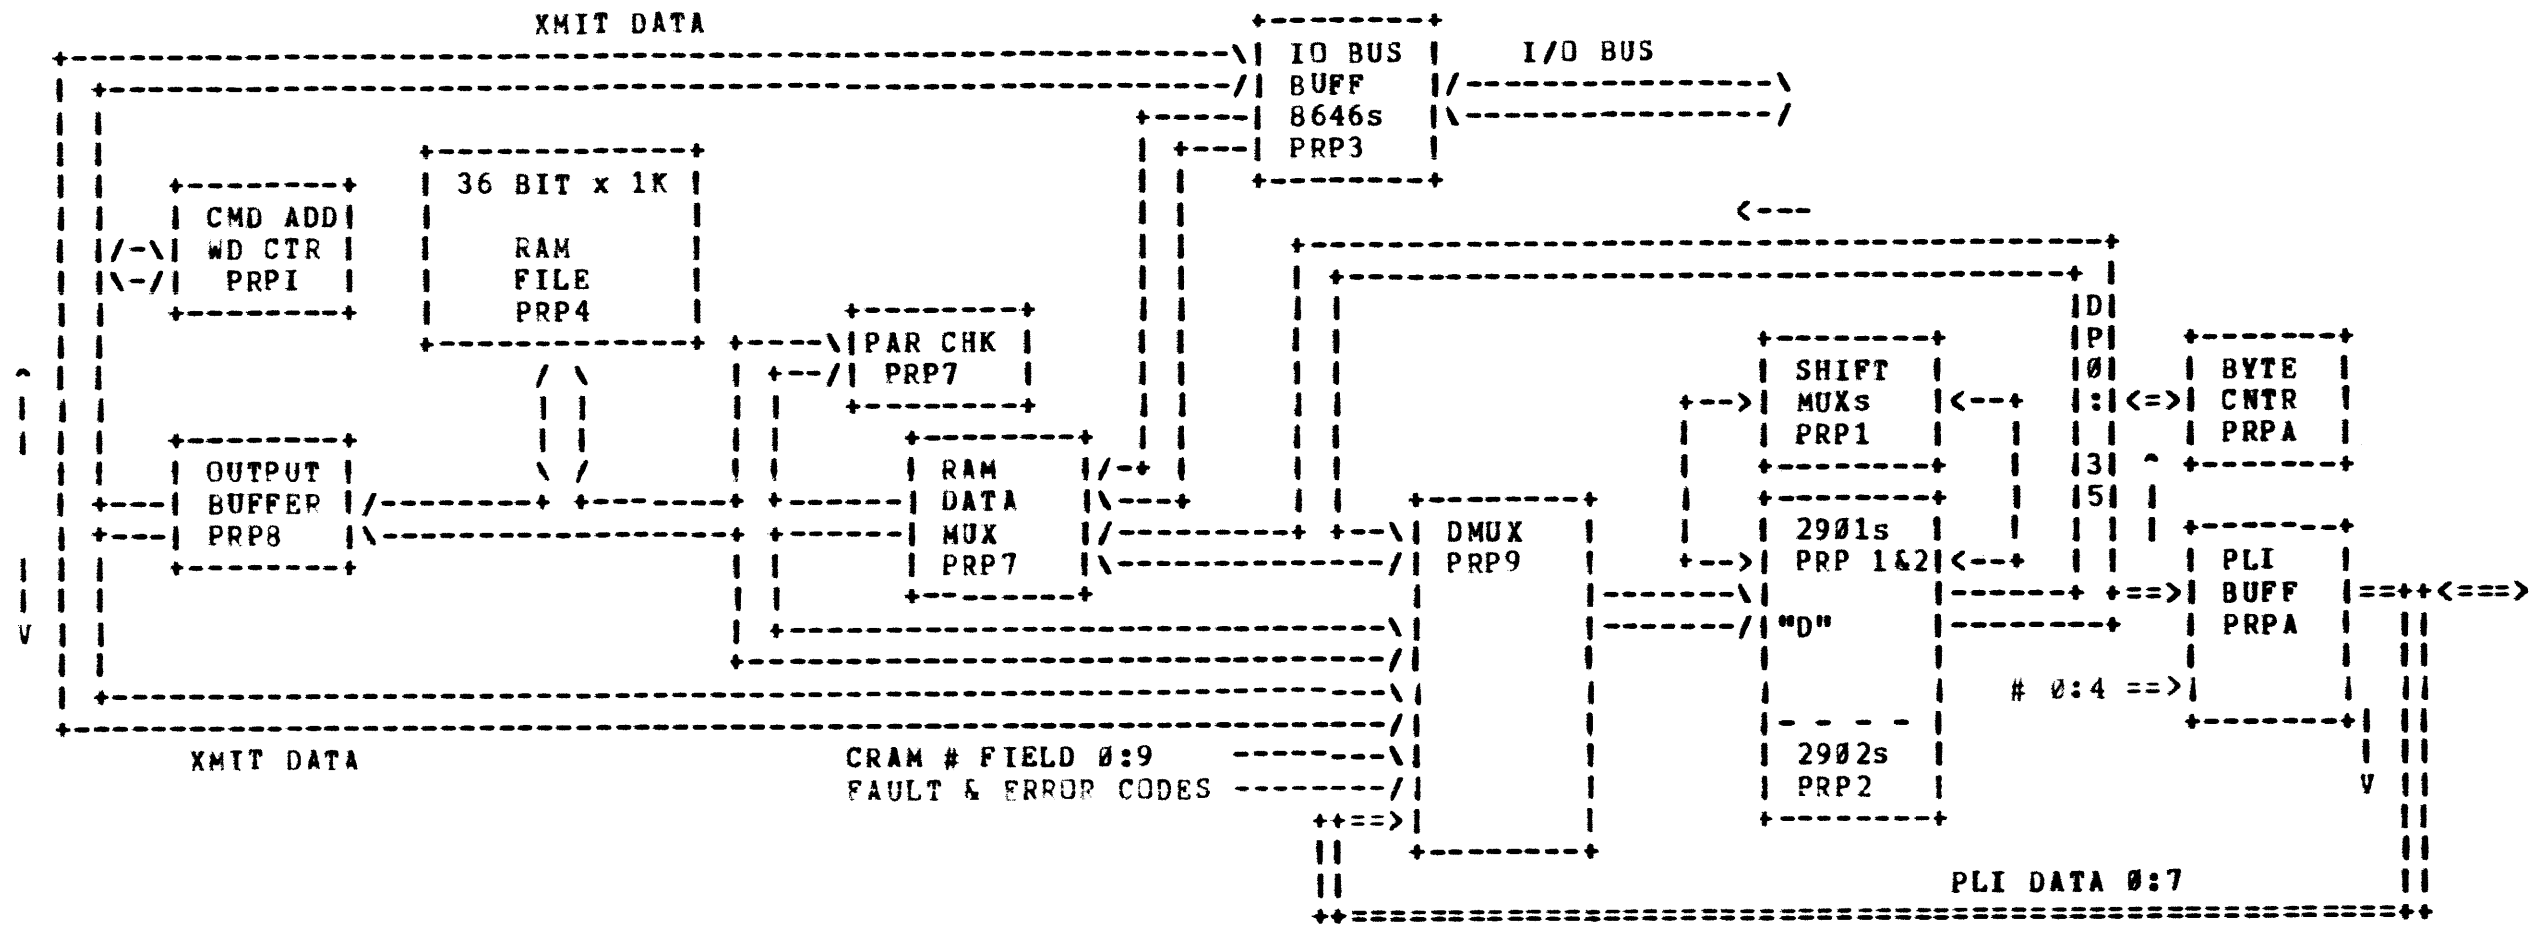 XMIT DATA
IO BUS
BUFF
8646s
PRP3
I/O BUS
CMD ADD
WD CTR
PRPI
36 BIT x 1K
RAM
FILE
PRP4
PAR CHK
PRP7
OUTPUT
BUFFER
PRP8
RAM
DATA
MUX
PRP7
DMUX
PRP9
SHIFT
MUXs
PRP1
2901s
PRP 1&2
"D"
2902s
PRP2
DP0:35
BYTE
CNTR
PRPA
PLI
BUFF
PRPA
# 0:4
XMIT DATA
CRAM # FIELD 0:9
FAULT & ERROR CODES
PLI DATA 0:7